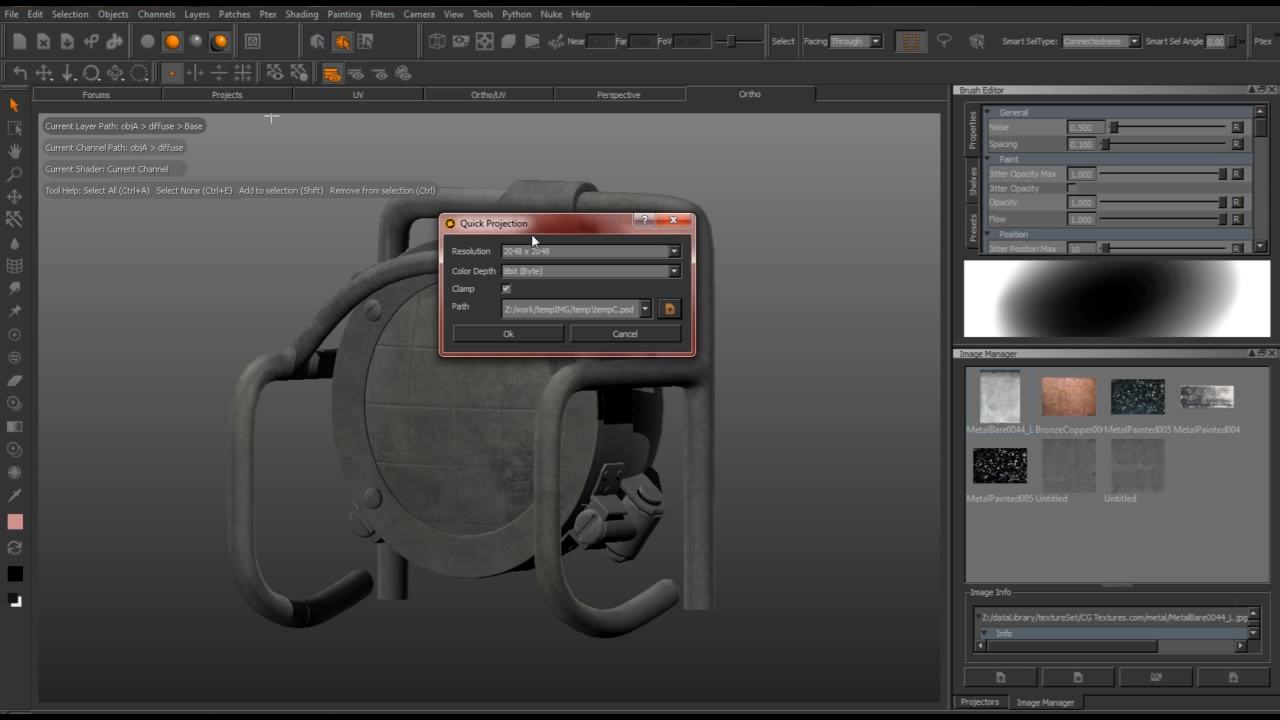 File Edit Selection Objects Channels Layers Patches Ptex Shading Painting Filters Camera View Tools Python Nuke Help
Near Far FoV Select Facing Through Smart SelType: Connectedness Smart Sel Angle 0.00 Ptex
Forums Projects UV Ortho/UV Perspective Ortho
Current Layer Path: objA > diffuse > Base
Current Channel Path: objA > diffuse
Current Shader: Current Channel
Tool Help: Select All (Ctrl+A) Select None (Ctrl+E) Add to selection (Shift) Remove from selection (Ctrl)
Quick Projection
Resolution 2048 x 2048
Color Depth 8bit (Byte)
Clamp
Path Z:/work/tempIMG/temp\tempC.psd
Ok Cancel
Brush Editor
Properties
Shelves
Presets
General
Noise 0.500 R
Spacing 0.100 R
Paint
Jitter Opacity Max 1.000 R
Jitter Opacity
Opacity 1.000 R
Flow 1.000 R
Position
Jitter Position Max 10 R
Image Manager
MetalBare0044_L BronzeCopper00 MetalPainted005 MetalPainted004
MetalPainted005 Untitled Untitled
Image Info
Z:/dataLibrary/textureSet/CG Textures.com/metal/MetalBare0044_L.jpg
Info
Projectors Image Manager